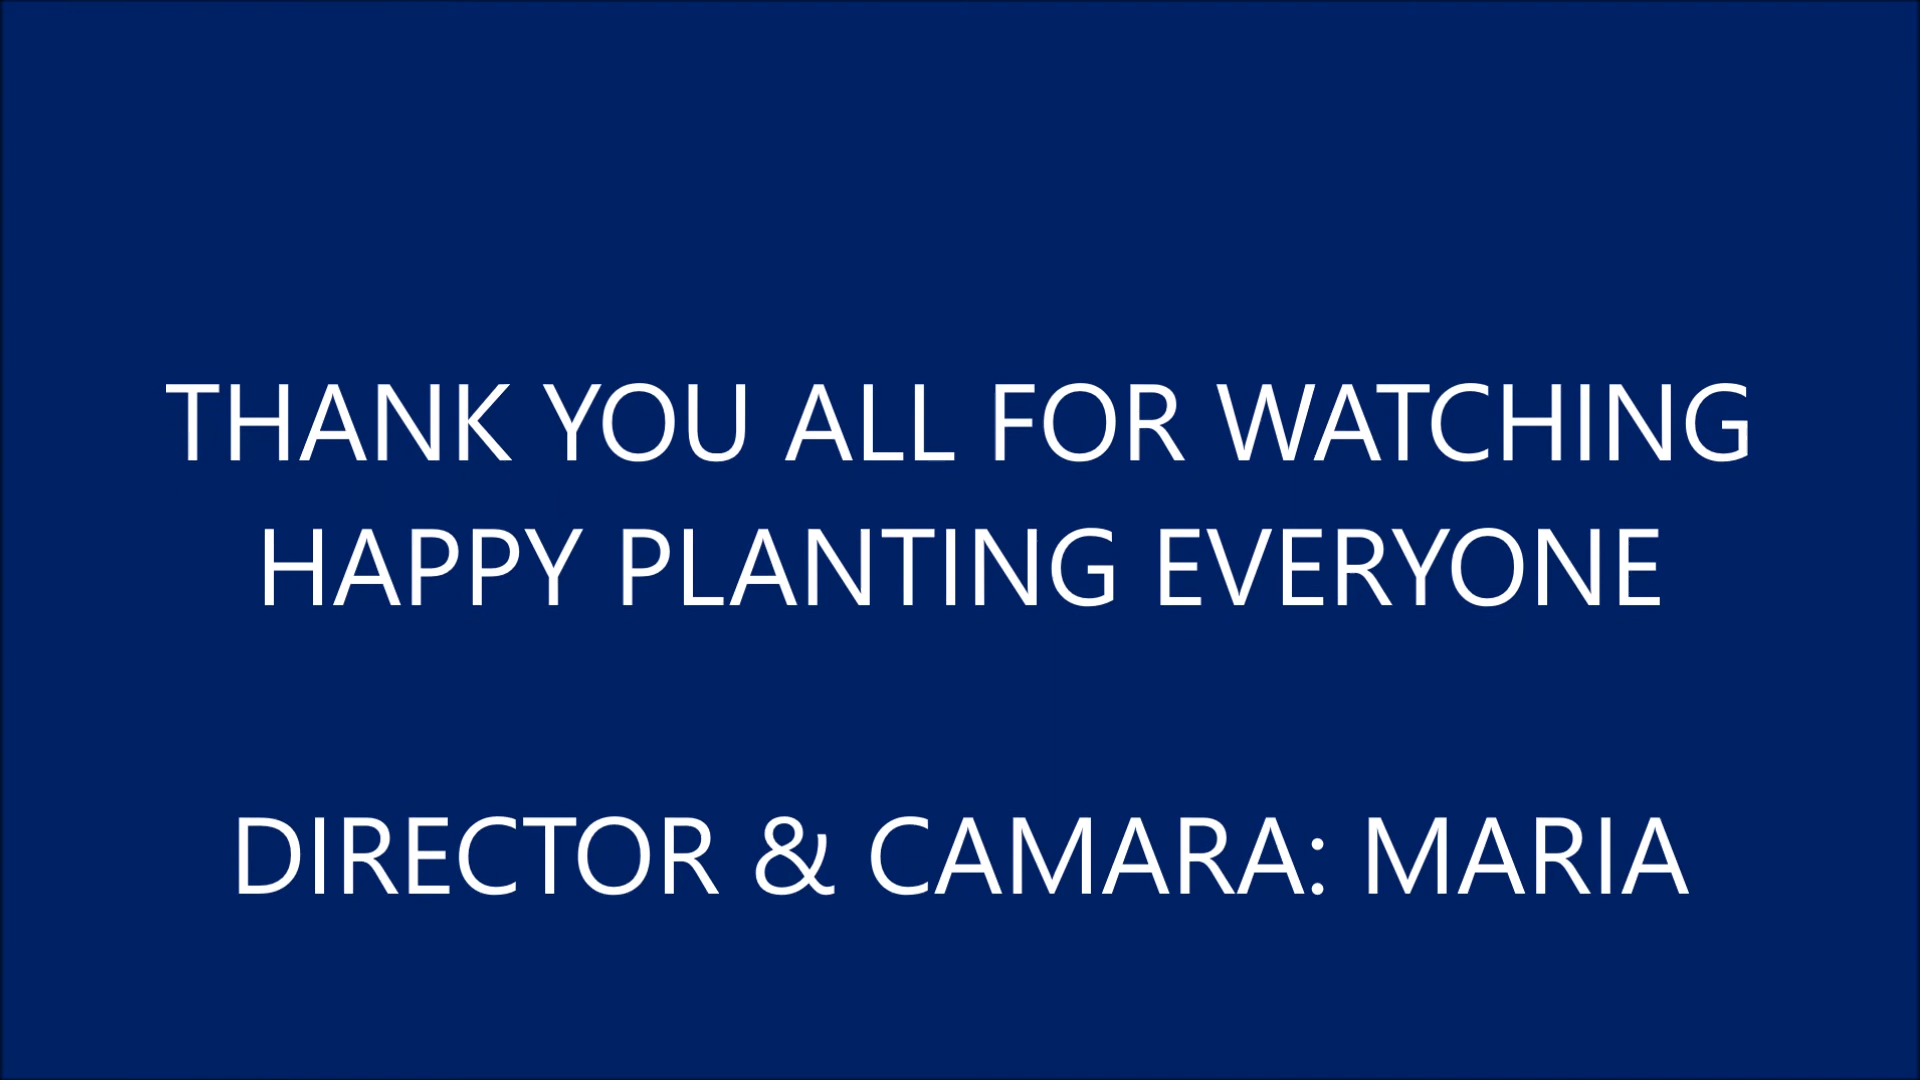 THANK YOU ALL FOR WATCHING
HAPPY PLANTING EVERYONE
DIRECTOR & CAMARA: MARIA